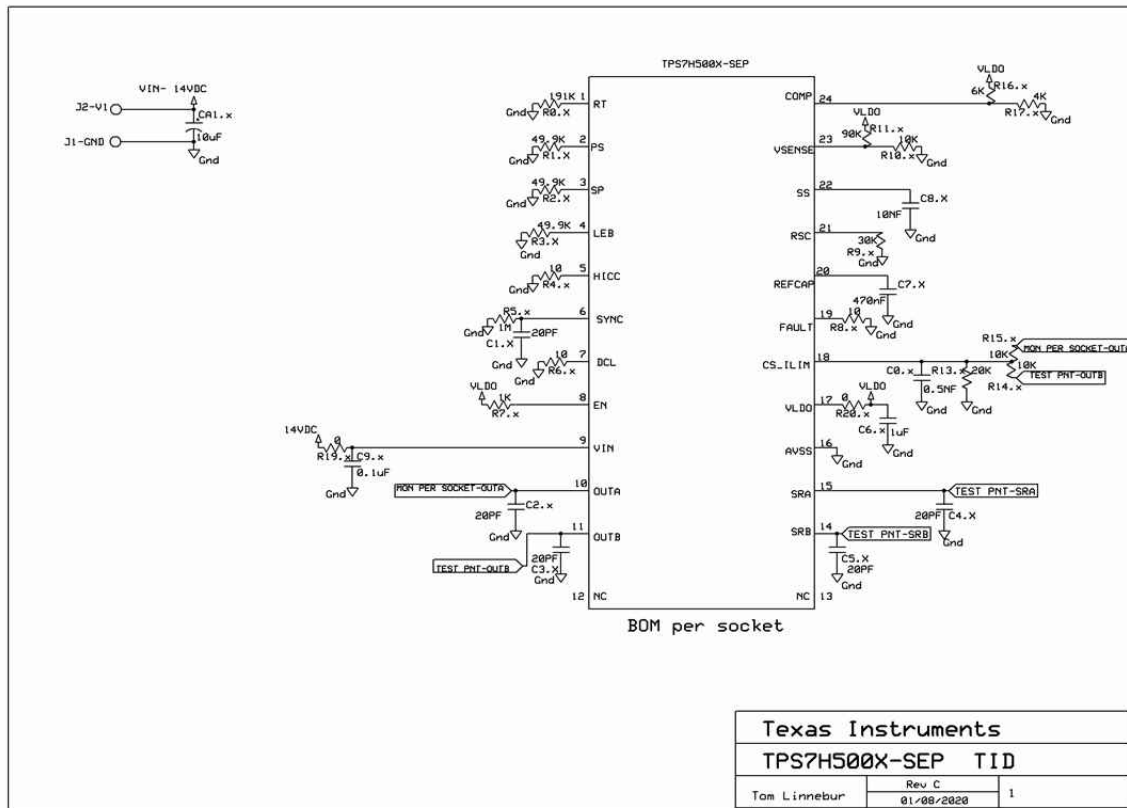 TPS7H500X-SEP
VIN- 14VDC
J2-V1
CA1.x
10uF
J1-GND
Gnd
191K 1 RT
Gnd R0.x
49.9K 2 PS
Gnd R1.x
49.9K 3 SP
Gnd R2.x
49.9K 4 LEB
Gnd R3.X
10 5 HICC
Gnd R4.x
R5.x 6 SYNC
Gnd 1M 20PF
C1.X
Gnd
10 7 DCL
Gnd R6.x
VLDO
1K 8 EN
R7.x
14VDC
0 9 VIN
R19.x C9.x
0.1uF
Gnd
MON PER SOCKET-OUTA 10 OUTA
C2.x
20PF
Gnd
11 OUTB
20PF
TEST PNT-OUTB C3.X
Gnd
12 NC
VLDO
R16.x
6K
COMP 24
4K
R17.x
Gnd
VLDO
R11.x
90K
VSENSE 23
10K
R10.x
Gnd
SS 22
C8.X
10NF
Gnd
RSC 21
30K
R9.x
Gnd
REFCAP 20
C7.X
470nF
Gnd
FAULT 19 10
R8.x Gnd
R15.x
MON PER SOCKET-OUTA
10K
CS_ILIM 18
10K
TEST PNT-OUTB
R14.x
C0.x R13.x 20K
0.5NF
Gnd Gnd
VLDO
VLDO 17 0
R20.x
C6.x 1uF
Gnd
AVSS 16
Gnd
SRA 15 TEST PNT-SRA
20PF C4.X
Gnd
SRB 14 TEST PNT-SRB
C5.X
20PF
Gnd
NC 13
BOM per socket
Texas Instruments
TPS7H500X-SEP TID
Tom Linnebur
Rev C
01/08/2020
1